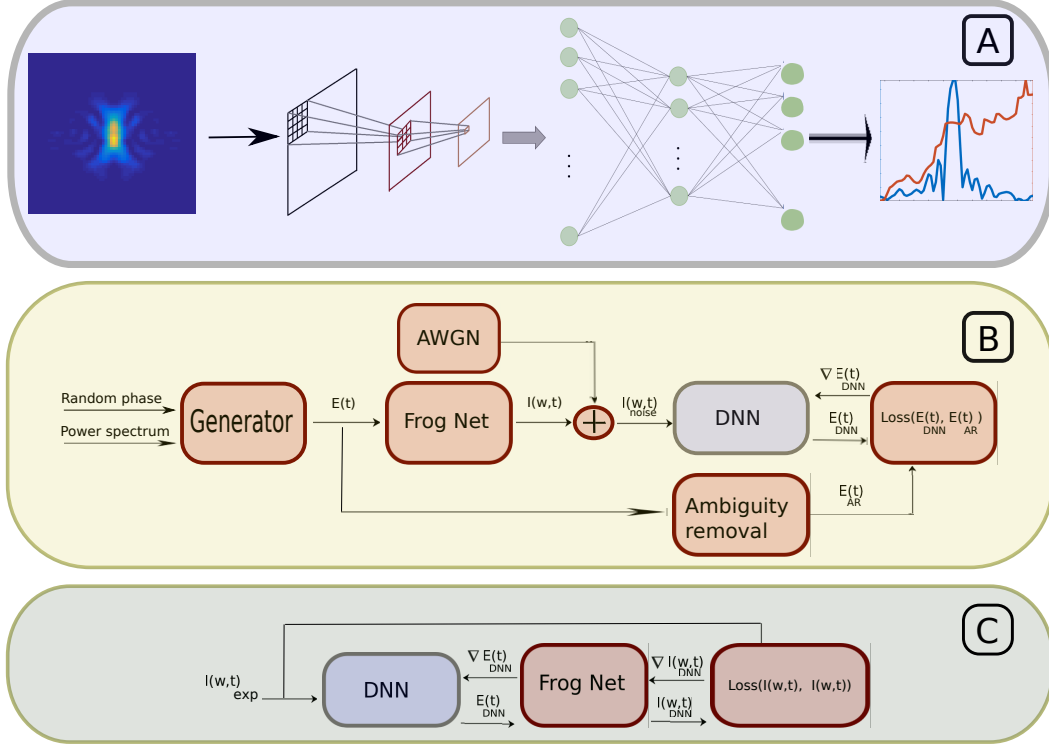 A
B
AWGN
Random phase
Power spectrum
Generator
E(t)
Frog Net
I(w,t)
+
I(w,t)
noise
DNN
∇ E(t)
DNN
E(t)
DNN
Loss(E(t), E(t) )
DNN AR
Ambiguity
removal
E(t)
AR
C
I(w,t)
exp
DNN
∇ E(t)
DNN
E(t)
DNN
Frog Net
∇ I(w,t)
DNN
I(w,t)
DNN
Loss(I(w,t), I(w,t))